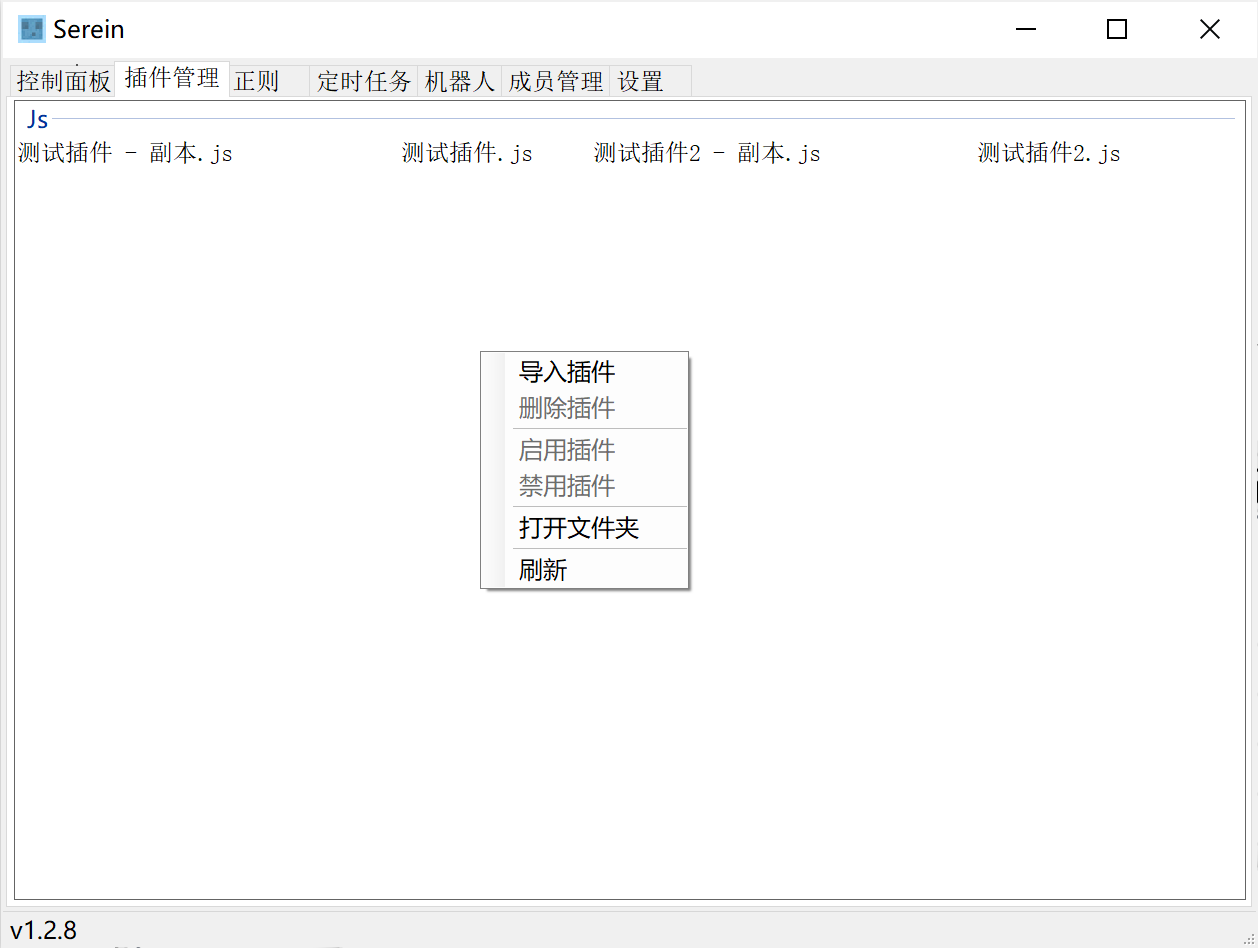 Serein
控制面板 插件管理 正则 定时任务 机器人 成员管理 设置
Js
测试插件 - 副本.js 测试插件.js 测试插件2 - 副本.js 测试插件2.js
导入插件
删除插件
启用插件
禁用插件
打开文件夹
刷新
v1.2.8